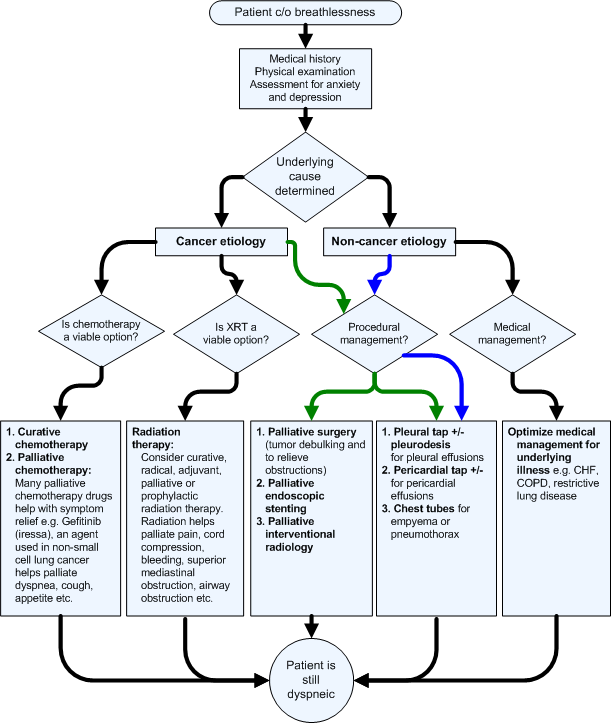 Patient c/o breathlessness
Medical history
Physical examination
Assessment for anxiety
and depression
Underlying
cause
determined
Cancer etiology
Non-cancer etiology
Is chemotherapy
a viable option?
Is XRT a
viable option?
Procedural
management?
Medical
management?
1. Curative
chemotherapy
2. Palliative
chemotherapy:
Many palliative
chemotherapy drugs
help with symptom
relief e.g. Gefitinib
(iressa), an agent
used in non-small
cell lung cancer
helps palliate
dyspnea, cough,
appetite etc.
Radiation
therapy:
Consider curative,
radical, adjuvant,
palliative or
prophylactic
radiation therapy.
Radiation helps
palliate pain, cord
compression,
bleeding, superior
mediastinal
obstruction, airway
obstruction etc.
1. Palliative surgery
(tumor debulking and
to relieve
obstructions)
2. Palliative
endoscopic
stenting
3. Palliative
interventional
radiology
1. Pleural tap +/-
pleurodesis
for pleural effusions
2. Pericardial tap +/-
for pericardial
effusions
3. Chest tubes for
empyema or
pneumothorax
Optimize medical
management for
underlying
illness e.g. CHF,
COPD, restrictive
lung disease
Patient is
still
dyspneic